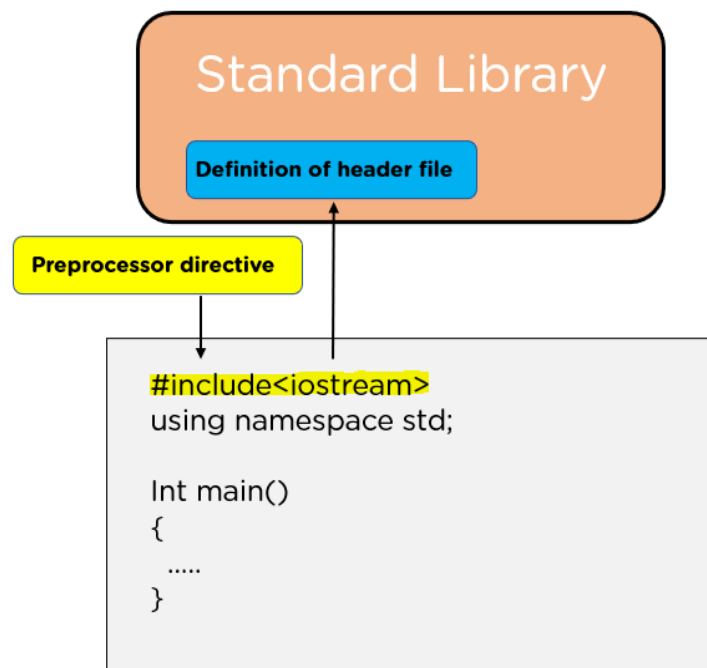 Standard Library
Definition of header file
Preprocessor directive
#include<iostream>
using namespace std;
Int main()
{
.....
}